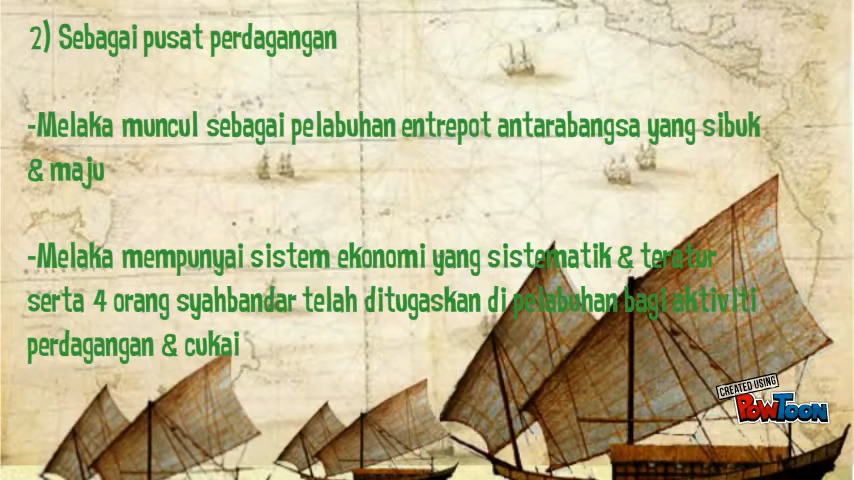 2) Sebagai pusat perdagangan
-Melaka muncul sebagai pelabuhan entrepot antarabangsa yang sibuk
& maju
-Melaka mempunyai sistem ekonomi yang sistematik & teratur
serta 4 orang syahbandar telah ditugaskan di pelabuhan bagi aktiviti
perdagangan & cukai
CREATED USING
POWTOON